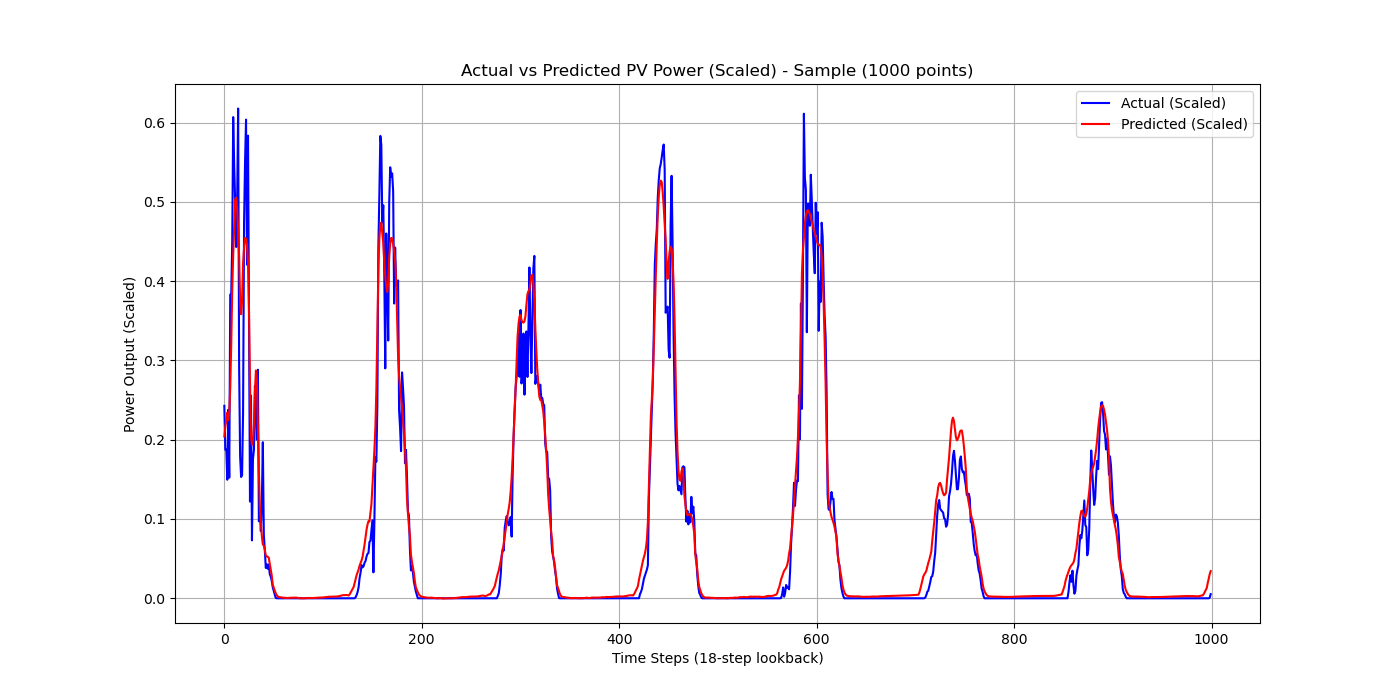 Actual vs Predicted PV Power (Scaled) - Sample (1000 points)
Actual (Scaled)
Predicted (Scaled)
Power Output (Scaled)
0.6
0.5
0.4
0.3
0.2
0.1
0.0
0 200 400 600 800 1000
Time Steps (18-step lookback)